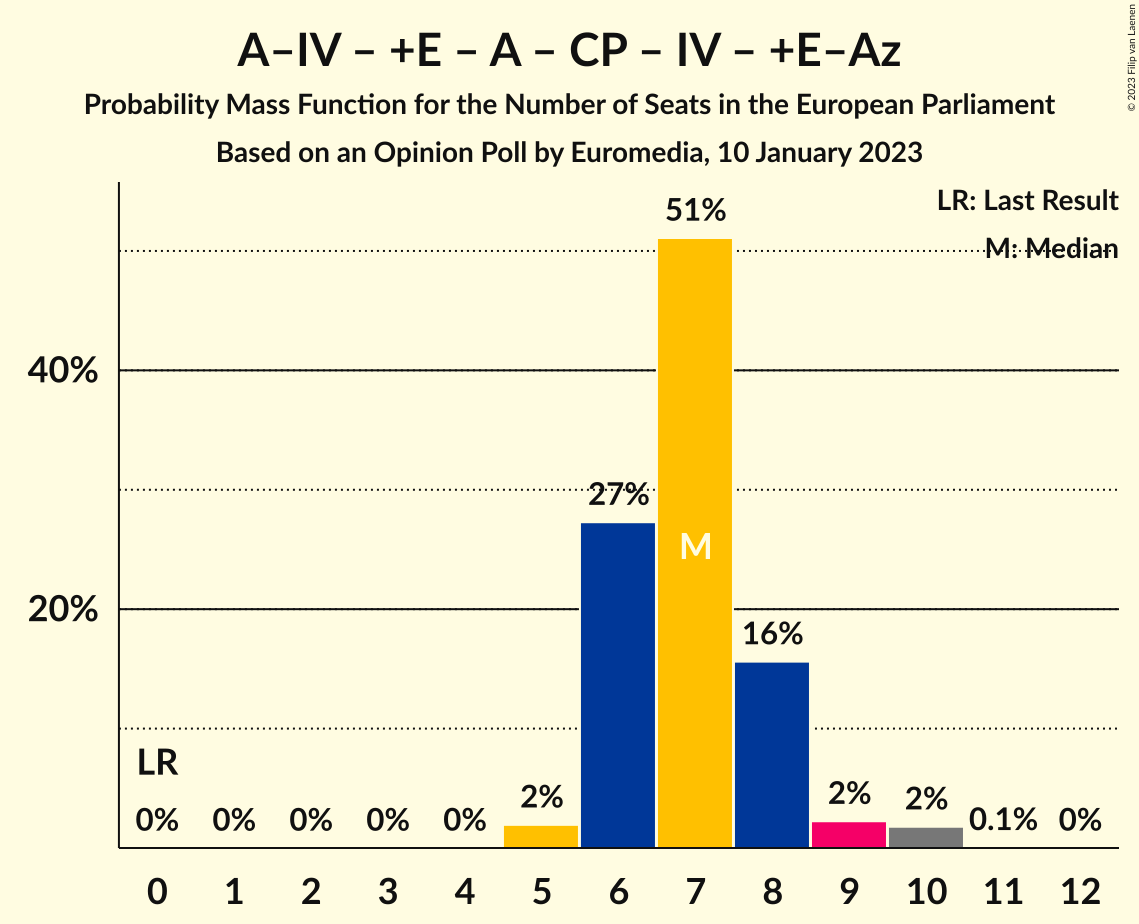 A–IV – +E – A – CP – IV – +E–Az
Probability Mass Function for the Number of Seats in the European Parliament
Based on an Opinion Poll by Euromedia, 10 January 2023
© 2023 Filip van Laenen
LR: Last Result
M: Median
51%
40%
27%
M
20%
16%
LR
0% 0% 0% 0% 0% 2% 2% 2% 0.1% 0%
0 1 2 3 4 5 6 7 8 9 10 11 12